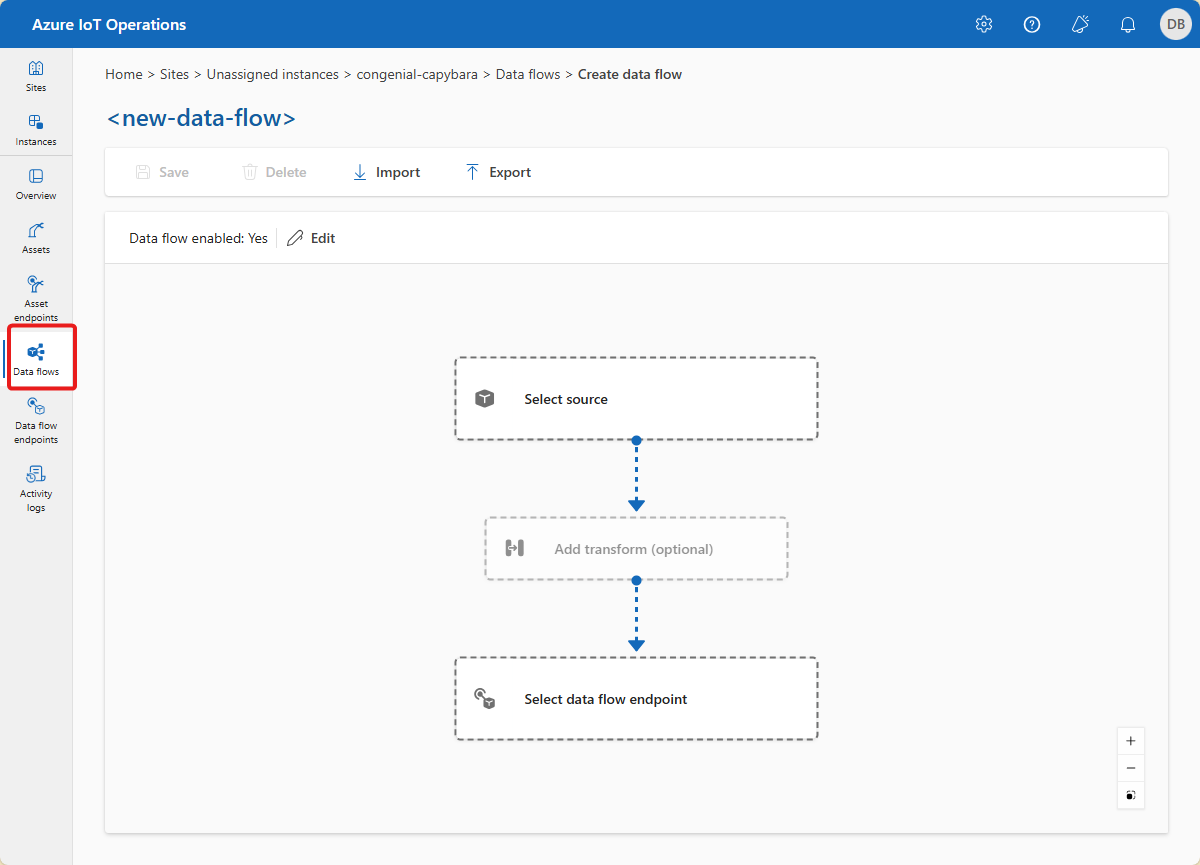 Azure IoT Operations
DB
Sites
Instances
Overview
Assets
Asset
endpoints
Data flows
Data flow
endpoints
Activity
logs
Home > Sites > Unassigned instances > congenial-capybara > Data flows > Create data flow
<new-data-flow>
Save Delete Import Export
Data flow enabled: Yes Edit
Select source
Add transform (optional)
Select data flow endpoint